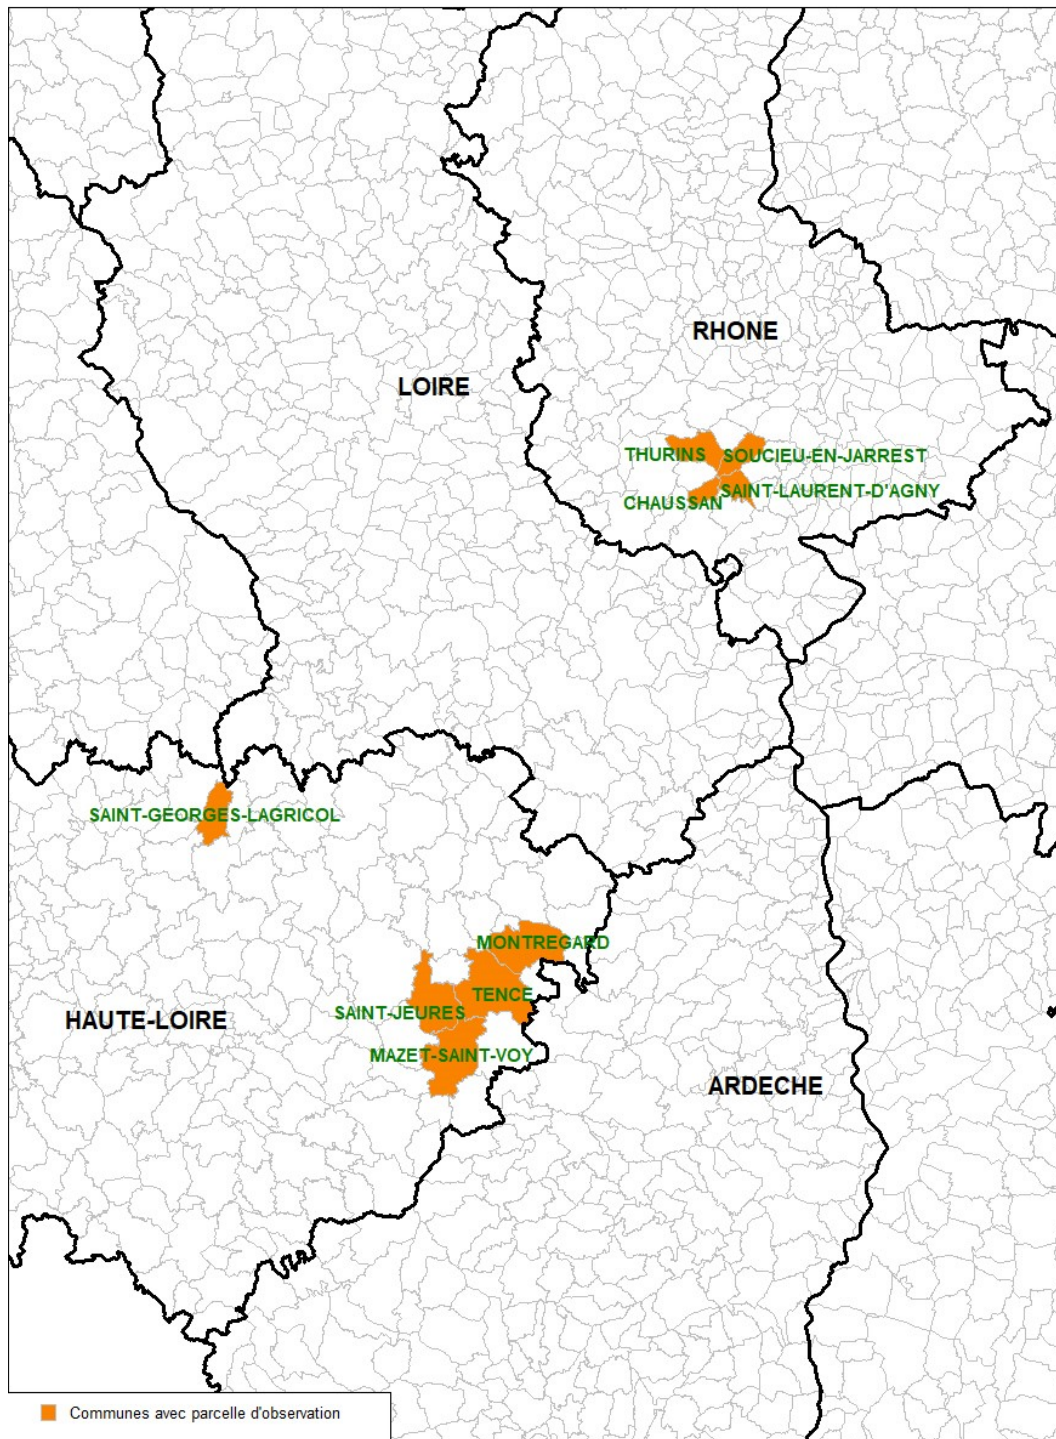 RHONE
LOIRE
THURINS
SOUCIEU-EN-JARREST
SAINT-LAURENT-D'AGNY
CHAUSSAN
SAINT-GEORGES-LAGRICOL
MONTREGARD
TENCE
SAINT-JEURES
HAUTE-LOIRE
MAZET-SAINT-VOY
ARDECHE
Communes avec parcelle d'observation